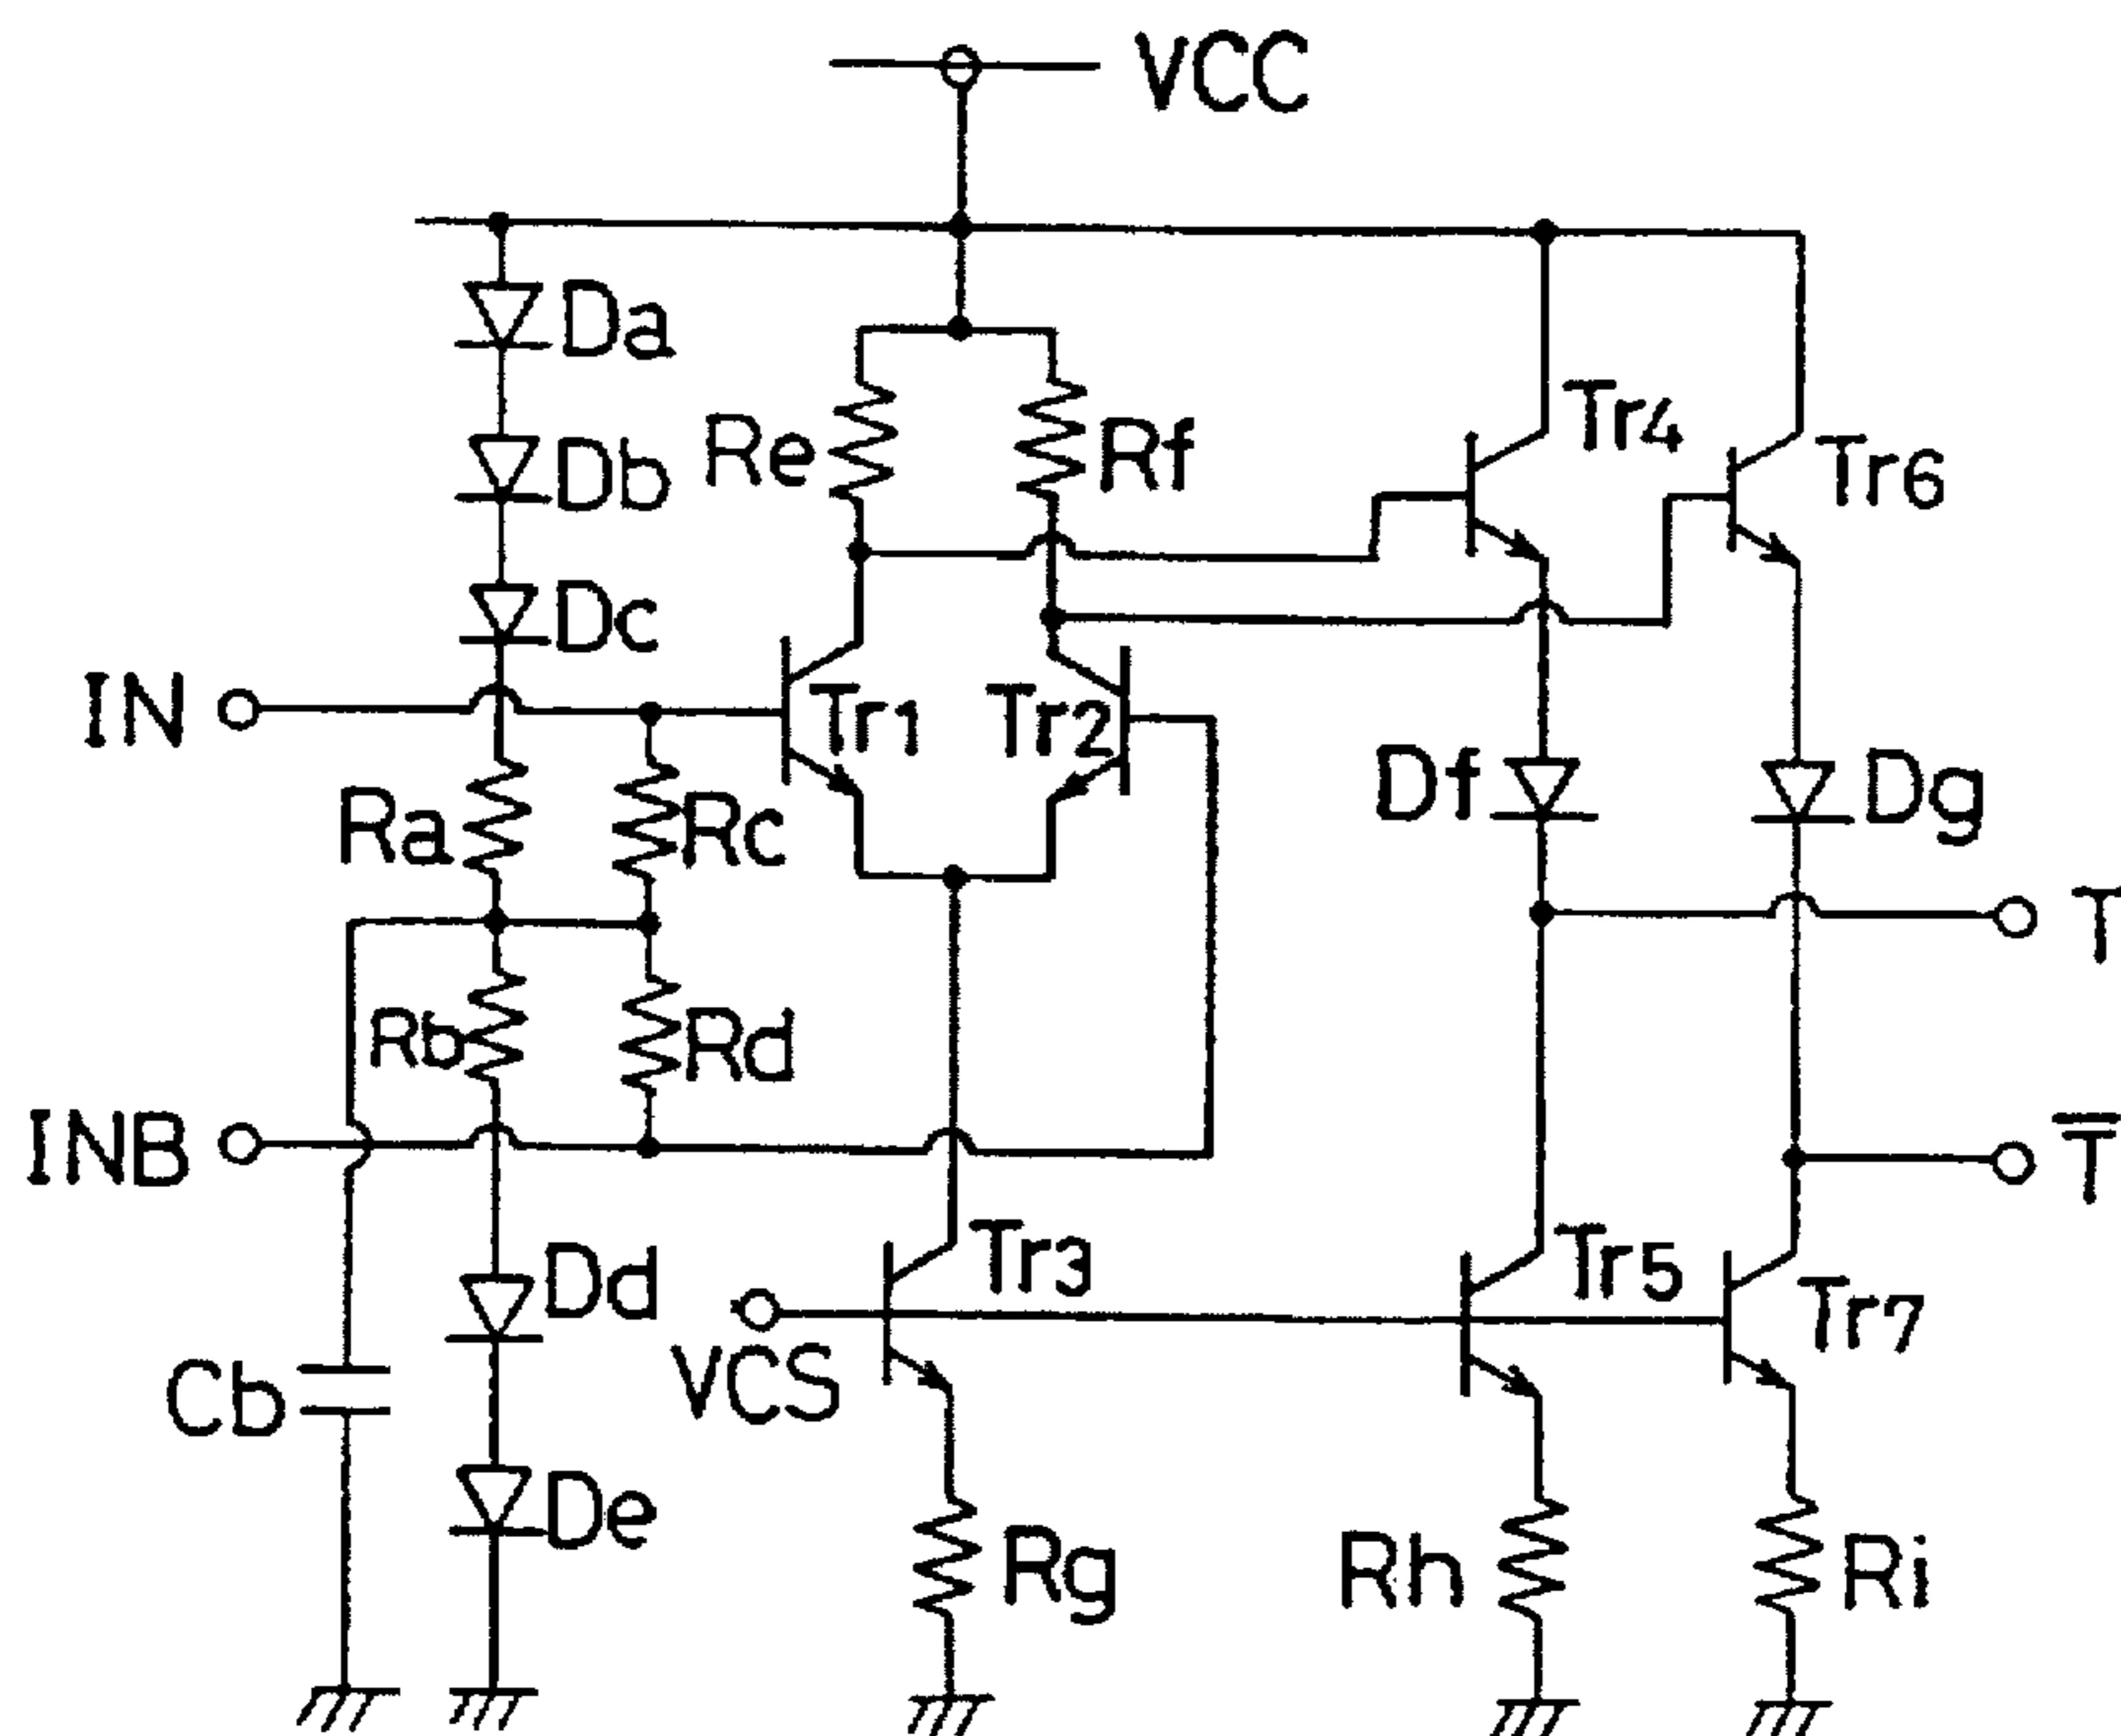 VCC
Da
Db
Dc
Re
Rf
Tr4
Tr6
IN
Tr1
Tr2
Ra
Rc
Df
Dg
T
Rb
Rd
INB
T̅
Dd
Tr3
Tr5
Tr7
VCS
Cb
De
Rg
Rh
Ri